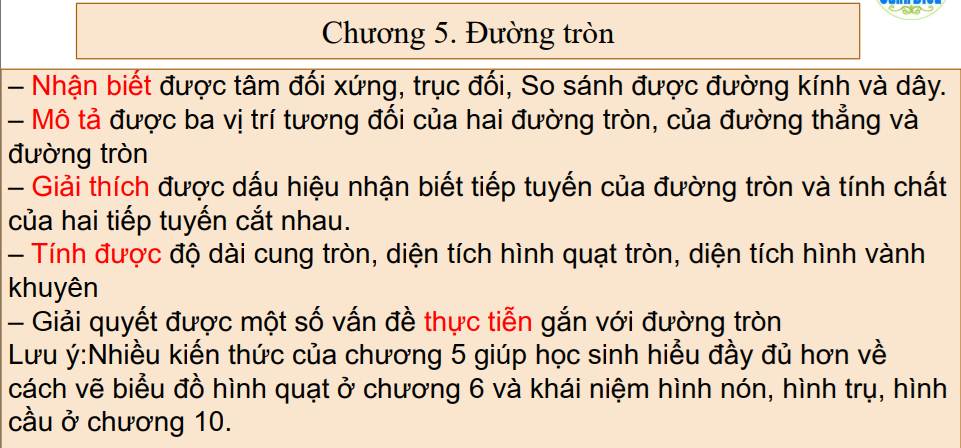 Chương 5. Đường tròn
– Nhận biết được tâm đối xứng, trục đối, So sánh được đường kính và dây.
– Mô tả được ba vị trí tương đối của hai đường tròn, của đường thẳng và
đường tròn
– Giải thích được dấu hiệu nhận biết tiếp tuyến của đường tròn và tính chất
của hai tiếp tuyến cắt nhau.
– Tính được độ dài cung tròn, diện tích hình quạt tròn, diện tích hình vành
khuyên
– Giải quyết được một số vấn đề thực tiễn gắn với đường tròn
Lưu ý:Nhiều kiến thức của chương 5 giúp học sinh hiểu đầy đủ hơn về
cách vẽ biểu đồ hình quạt ở chương 6 và khái niệm hình nón, hình trụ, hình
cầu ở chương 10.